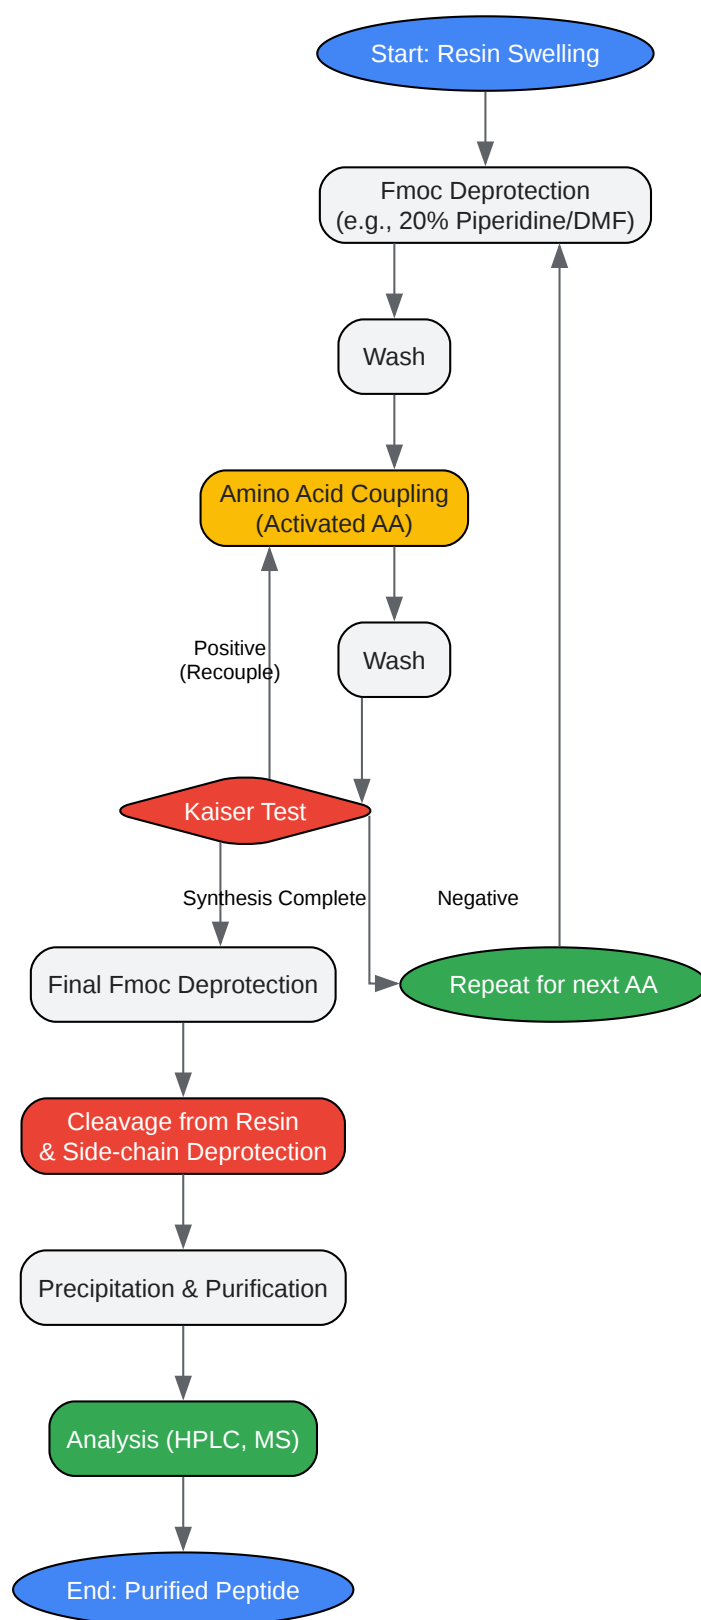 Start: Resin Swelling
Fmoc Deprotection
(e.g., 20% Piperidine/DMF)
Wash
Amino Acid Coupling
(Activated AA)
Positive
(Recouple)
Wash
Kaiser Test
Synthesis Complete
Negative
Final Fmoc Deprotection
Repeat for next AA
Cleavage from Resin
& Side-chain Deprotection
Precipitation & Purification
Analysis (HPLC, MS)
End: Purified Peptide